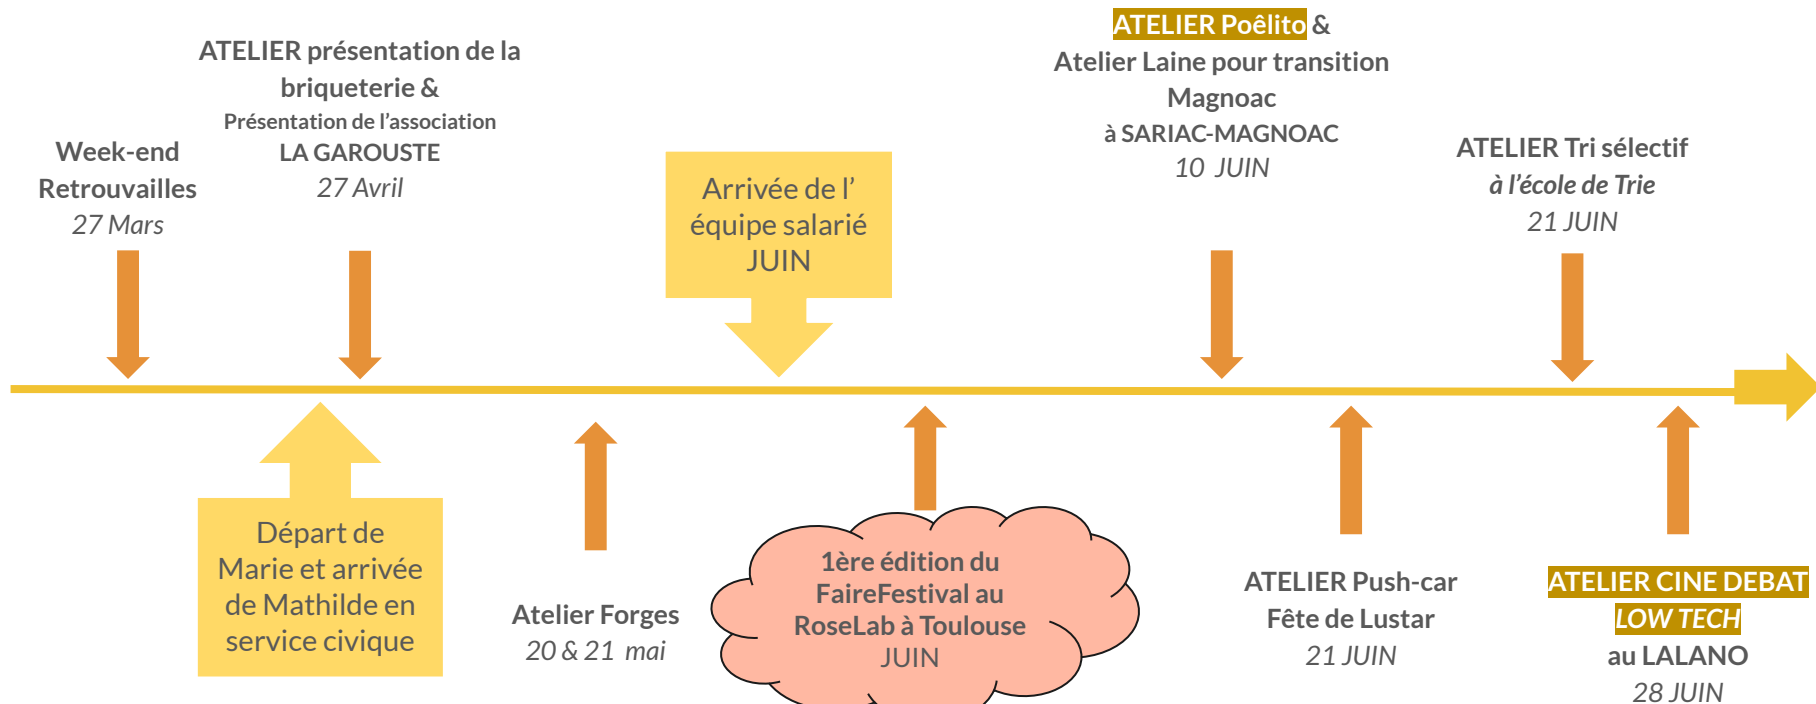 Week-end
Retrouvailles
27 Mars
ATELIER présentation de la
briqueterie &
Présentation de l'association
LA GAROUSTE
27 Avril
Arrivée de l'
équipe salarié
JUIN
ATELIER Poêlito &
Atelier Laine pour transition
Magnoac
à SARIAC-MAGNOAC
10 JUIN
ATELIER Tri sélectif
à l'école de Trie
21 JUIN
Départ de
Marie et arrivée
de Mathilde en
service civique
Atelier Forges
20 & 21 mai
1ère édition du
FaireFestival au
RoseLab à Toulouse
JUIN
ATELIER Push-car
Fête de Lustar
21 JUIN
ATELIER CINE DEBAT
LOW TECH
au LALANO
28 JUIN